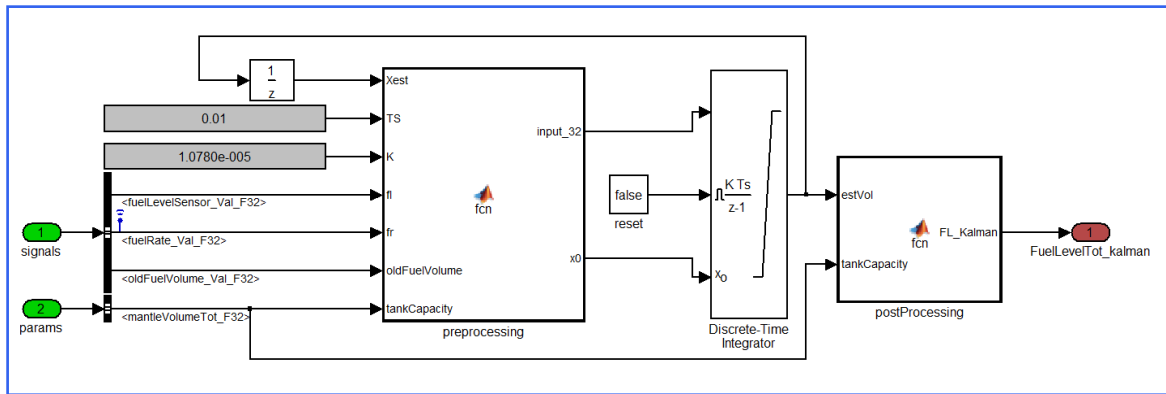 1
z
Xest
0.01
TS
1.0780e-005
K
<fuelLevelSensor_Val_F32>
fl
1
signals
<fuelRate_Val_F32>
fr
<oldFuelVolume_Val_F32>
oldFuelVolume
2
params
<mantleVolumeTot_F32>
tankCapacity
fcn
input_32
x0
preprocessing
false
reset
K Ts
z-1
x0
Discrete-Time
Integrator
estVol
tankCapacity
fcn
FL_Kalman
postProcessing
1
FuelLevelTot_kalman